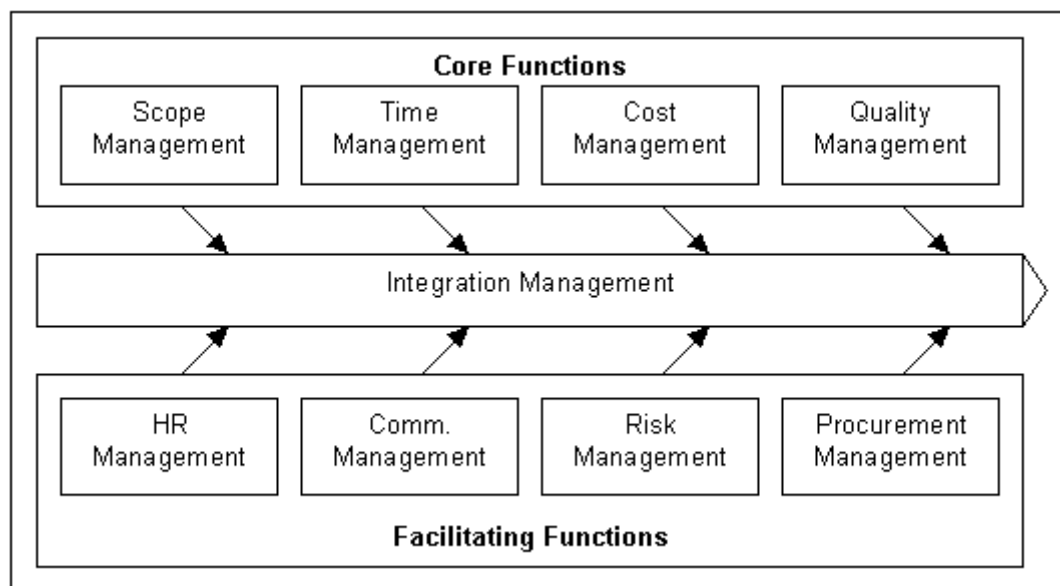 Core Functions
Scope
Management
Time
Management
Cost
Management
Quality
Management
Integration Management
HR
Management
Comm.
Management
Risk
Management
Procurement
Management
Facilitating Functions